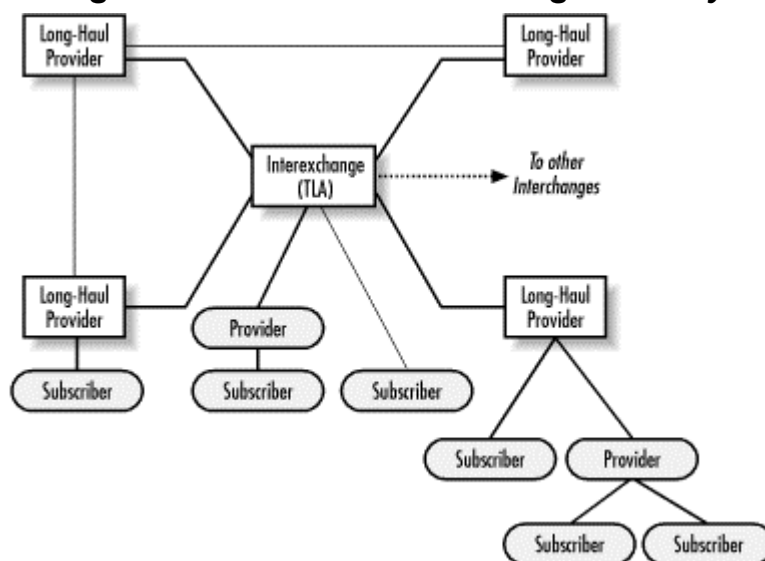 Long-Haul
Provider
Long-Haul
Provider
Interexchange
(TLA)
To other
Interchanges
Long-Haul
Provider
Long-Haul
Provider
Provider
Subscriber
Subscriber
Subscriber
Subscriber
Provider
Subscriber
Subscriber